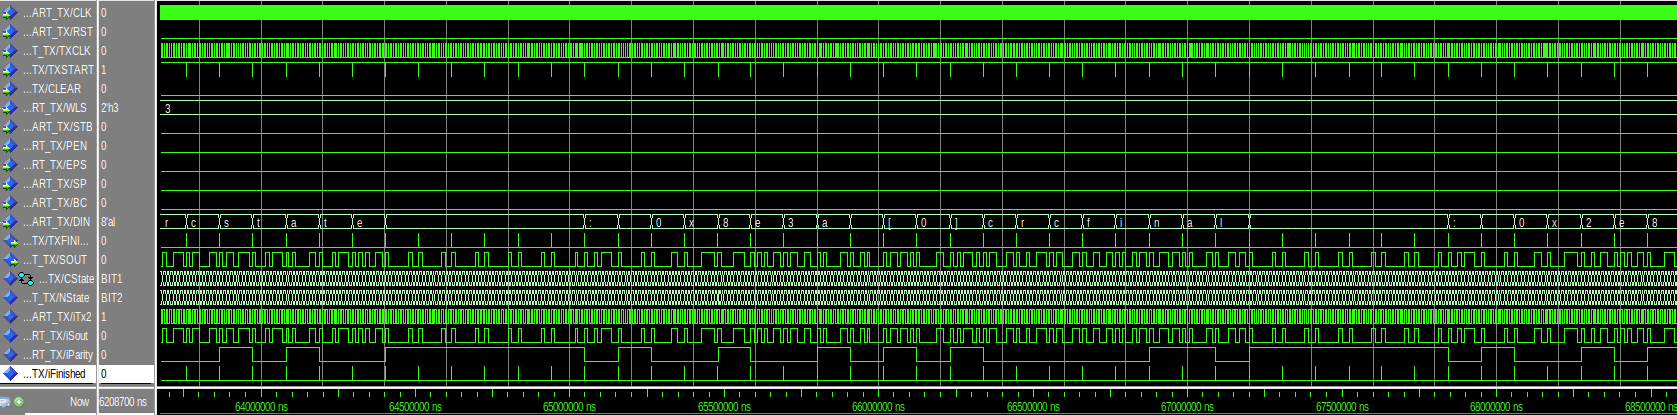 ...ART_TX/CLK 0
...ART_TX/RST 0
...T_TX/TXCLK 0
...TX/TXSTART 1
...TX/CLEAR 0
...RT_TX/WLS 2'h3 3
...ART_TX/STB 0
...RT_TX/PEN 0
...RT_TX/EPS 0
...ART_TX/SP 0
...ART_TX/BC 0
...ART_TX/DIN 8'al r c s t a t e : 0 x 8 e 3 a [ 0 ] c r c f i n a l : 0 x 2 e 8
...TX/TXFINI... 0
...T_TX/SOUT 0
...TX/CState BIT1
...T_TX/NState BIT2
...ART_TX/iTx2 1
...RT_TX/iSout 0
...RT_TX/iParity 0
...TX/iFinished 0
Now 6208700 ns 64000000 ns 64500000 ns 65000000 ns 65500000 ns 66000000 ns 66500000 ns 67000000 ns 67500000 ns 68000000 ns 68500000 ns